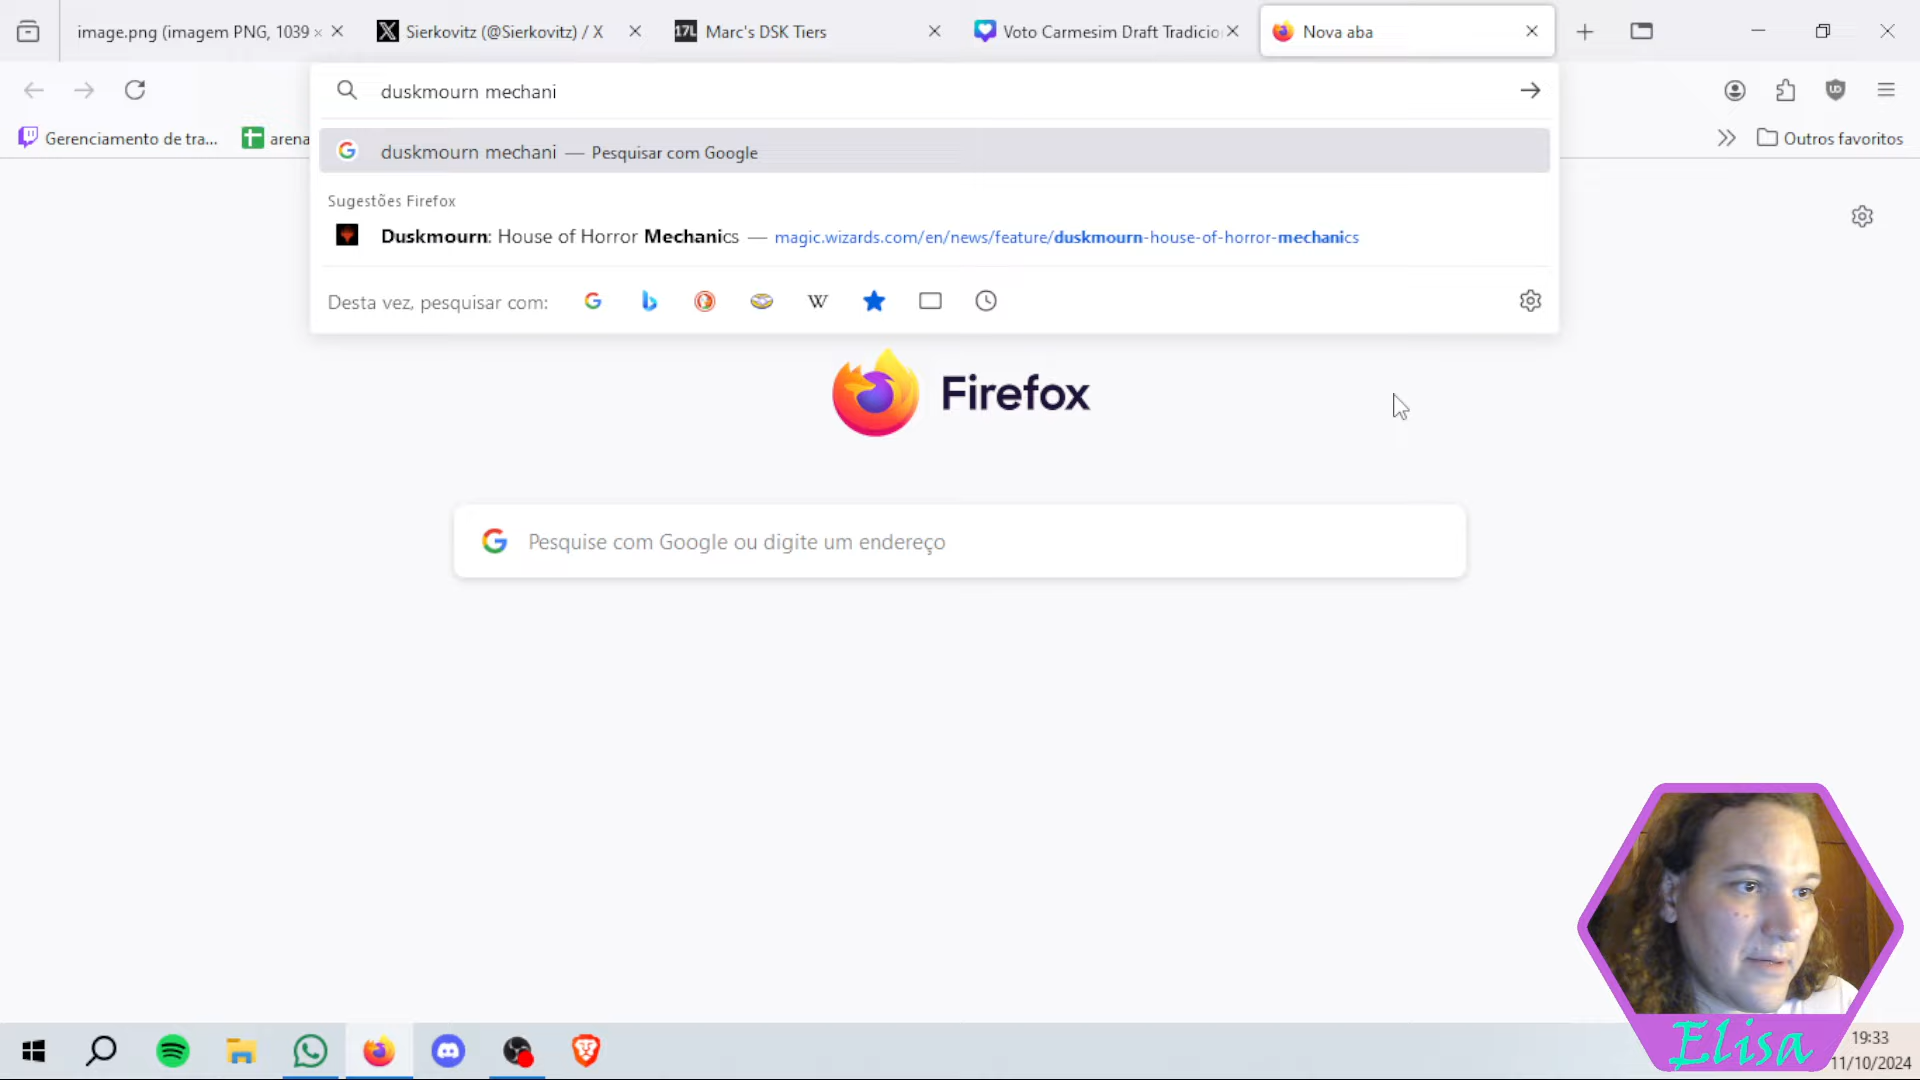 image.png (imagem PNG, 1039 ×
Sierkovitz (@Sierkovitz) / X
17L Marc's DSK Tiers
Voto Carmesim Draft Tradicio
Nova aba
duskmourn mechani
Gerenciamento de tra...
arena
Outros favoritos
duskmourn mechani — Pesquisar com Google
Sugestões Firefox
Duskmourn: House of Horror Mechanics — magic.wizards.com/en/news/feature/duskmourn-house-of-horror-mechanics
Desta vez, pesquisar com:
Firefox
Pesquise com Google ou digite um endereço
Elisa
19:33
11/10/2024